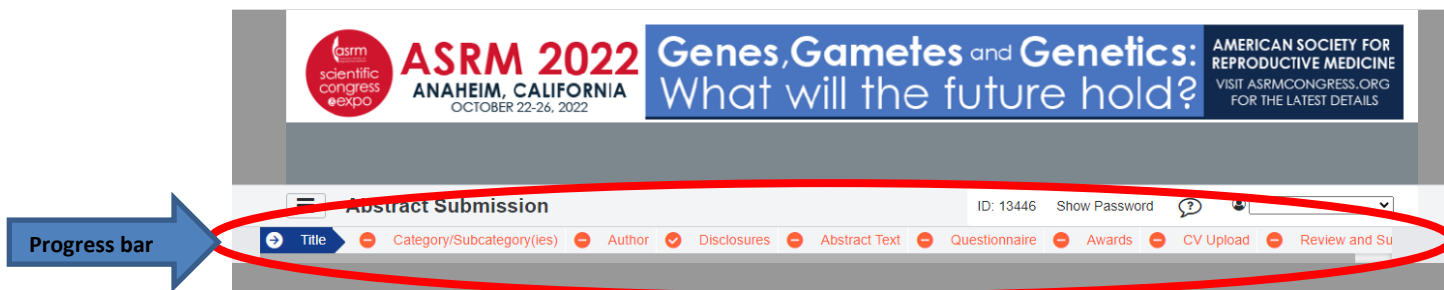 asrm
scientific
congress
&expo
ASRM 2022
ANAHEIM, CALIFORNIA
OCTOBER 22-26, 2022
Genes, Gametes and Genetics:
What will the future hold?
AMERICAN SOCIETY FOR
REPRODUCTIVE MEDICINE
VISIT ASRMCONGRESS.ORG
FOR THE LATEST DETAILS
Abstract Submission
ID: 13446
Show Password
?
Progress bar
Title
Category/Subcategory(ies)
Author
Disclosures
Abstract Text
Questionnaire
Awards
CV Upload
Review and Su